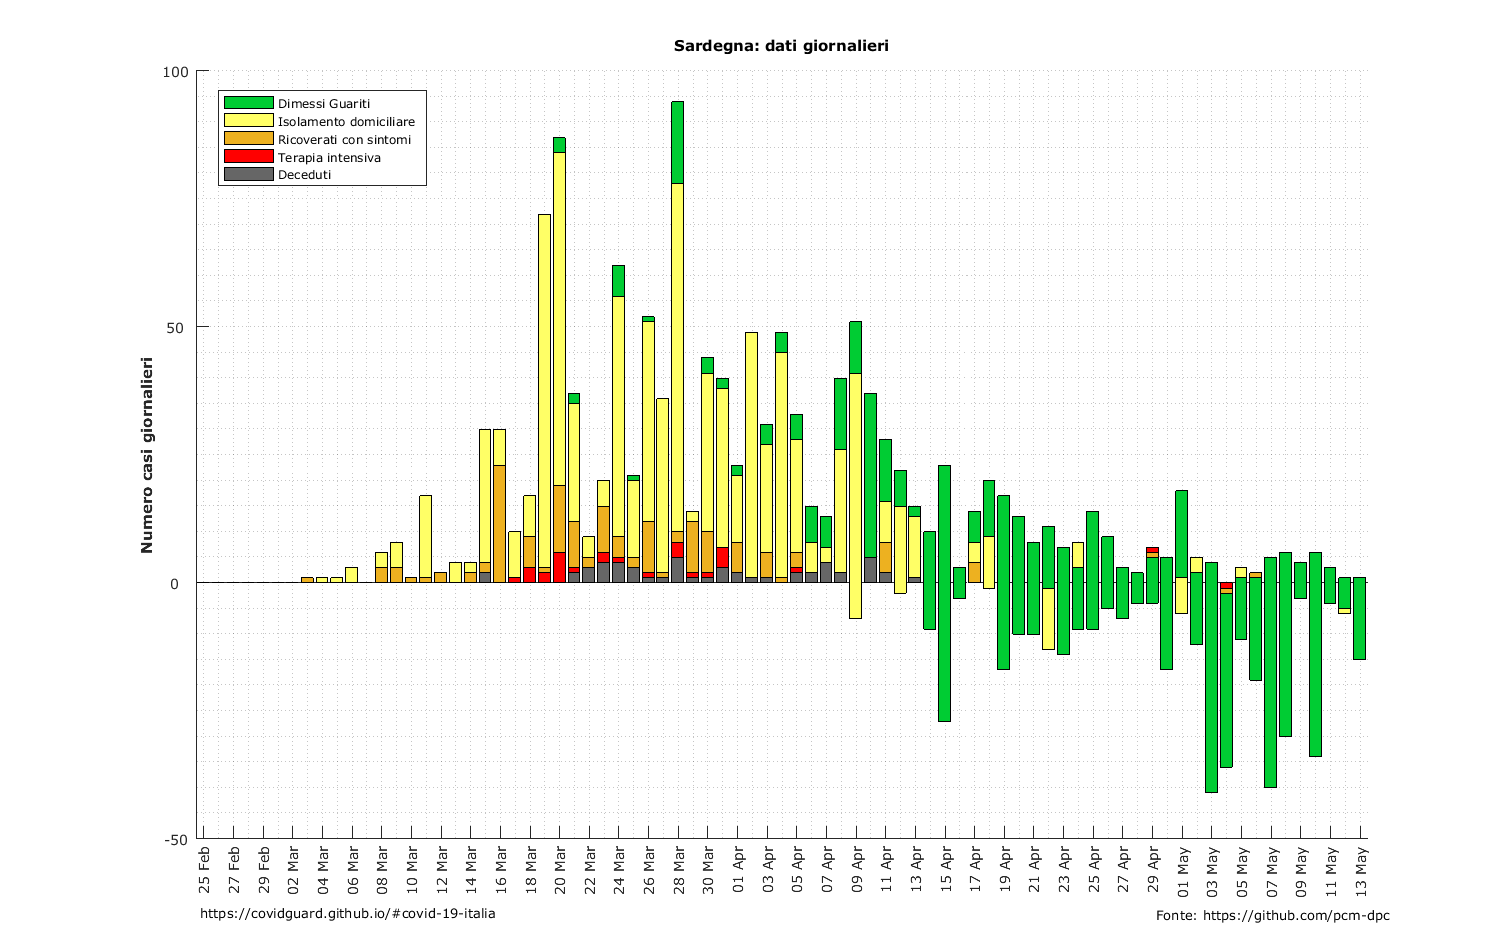 Sardegna: dati giornalieri
100
Dimessi Guariti
Isolamento domiciliare
Ricoverati con sintomi
Terapia intensiva
Deceduti
50
Numero casi giornalieri
0
-50
25 Feb
27 Feb
29 Feb
02 Mar
04 Mar
06 Mar
08 Mar
10 Mar
12 Mar
14 Mar
16 Mar
18 Mar
20 Mar
22 Mar
24 Mar
26 Mar
28 Mar
30 Mar
01 Apr
03 Apr
05 Apr
07 Apr
09 Apr
11 Apr
13 Apr
15 Apr
17 Apr
19 Apr
21 Apr
23 Apr
25 Apr
27 Apr
29 Apr
01 May
03 May
05 May
07 May
09 May
11 May
13 May
https://covidguard.github.io/#covid-19-italia
Fonte: https://github.com/pcm-dpc